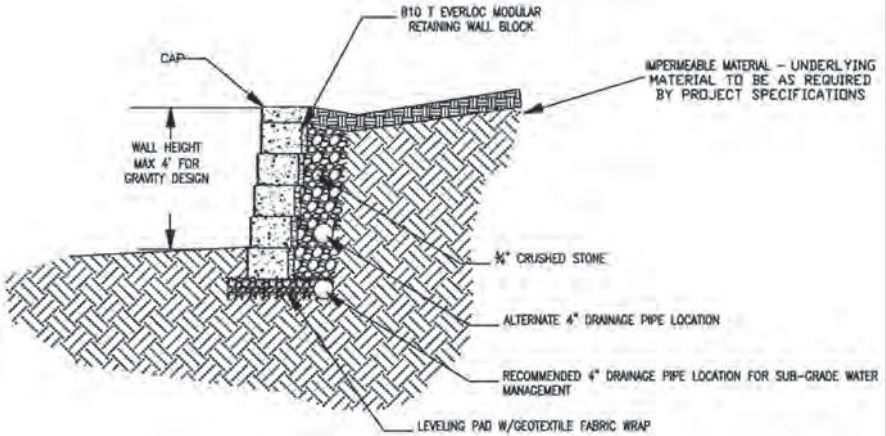 810 T EVERLOC MODULAR
RETAINING WALL BLOCK
CAP
IMPERMEABLE MATERIAL - UNDERLYING
MATERIAL TO BE AS REQUIRED
BY PROJECT SPECIFICATIONS
WALL HEIGHT
MAX 4' FOR
GRAVITY DESIGN
¾" CRUSHED STONE
ALTERNATE 4" DRAINAGE PIPE LOCATION
RECOMMENDED 4" DRAINAGE PIPE LOCATION FOR SUB-GRADE WATER
MANAGEMENT
LEVELING PAD W/GEOTEXTILE FABRIC WRAP